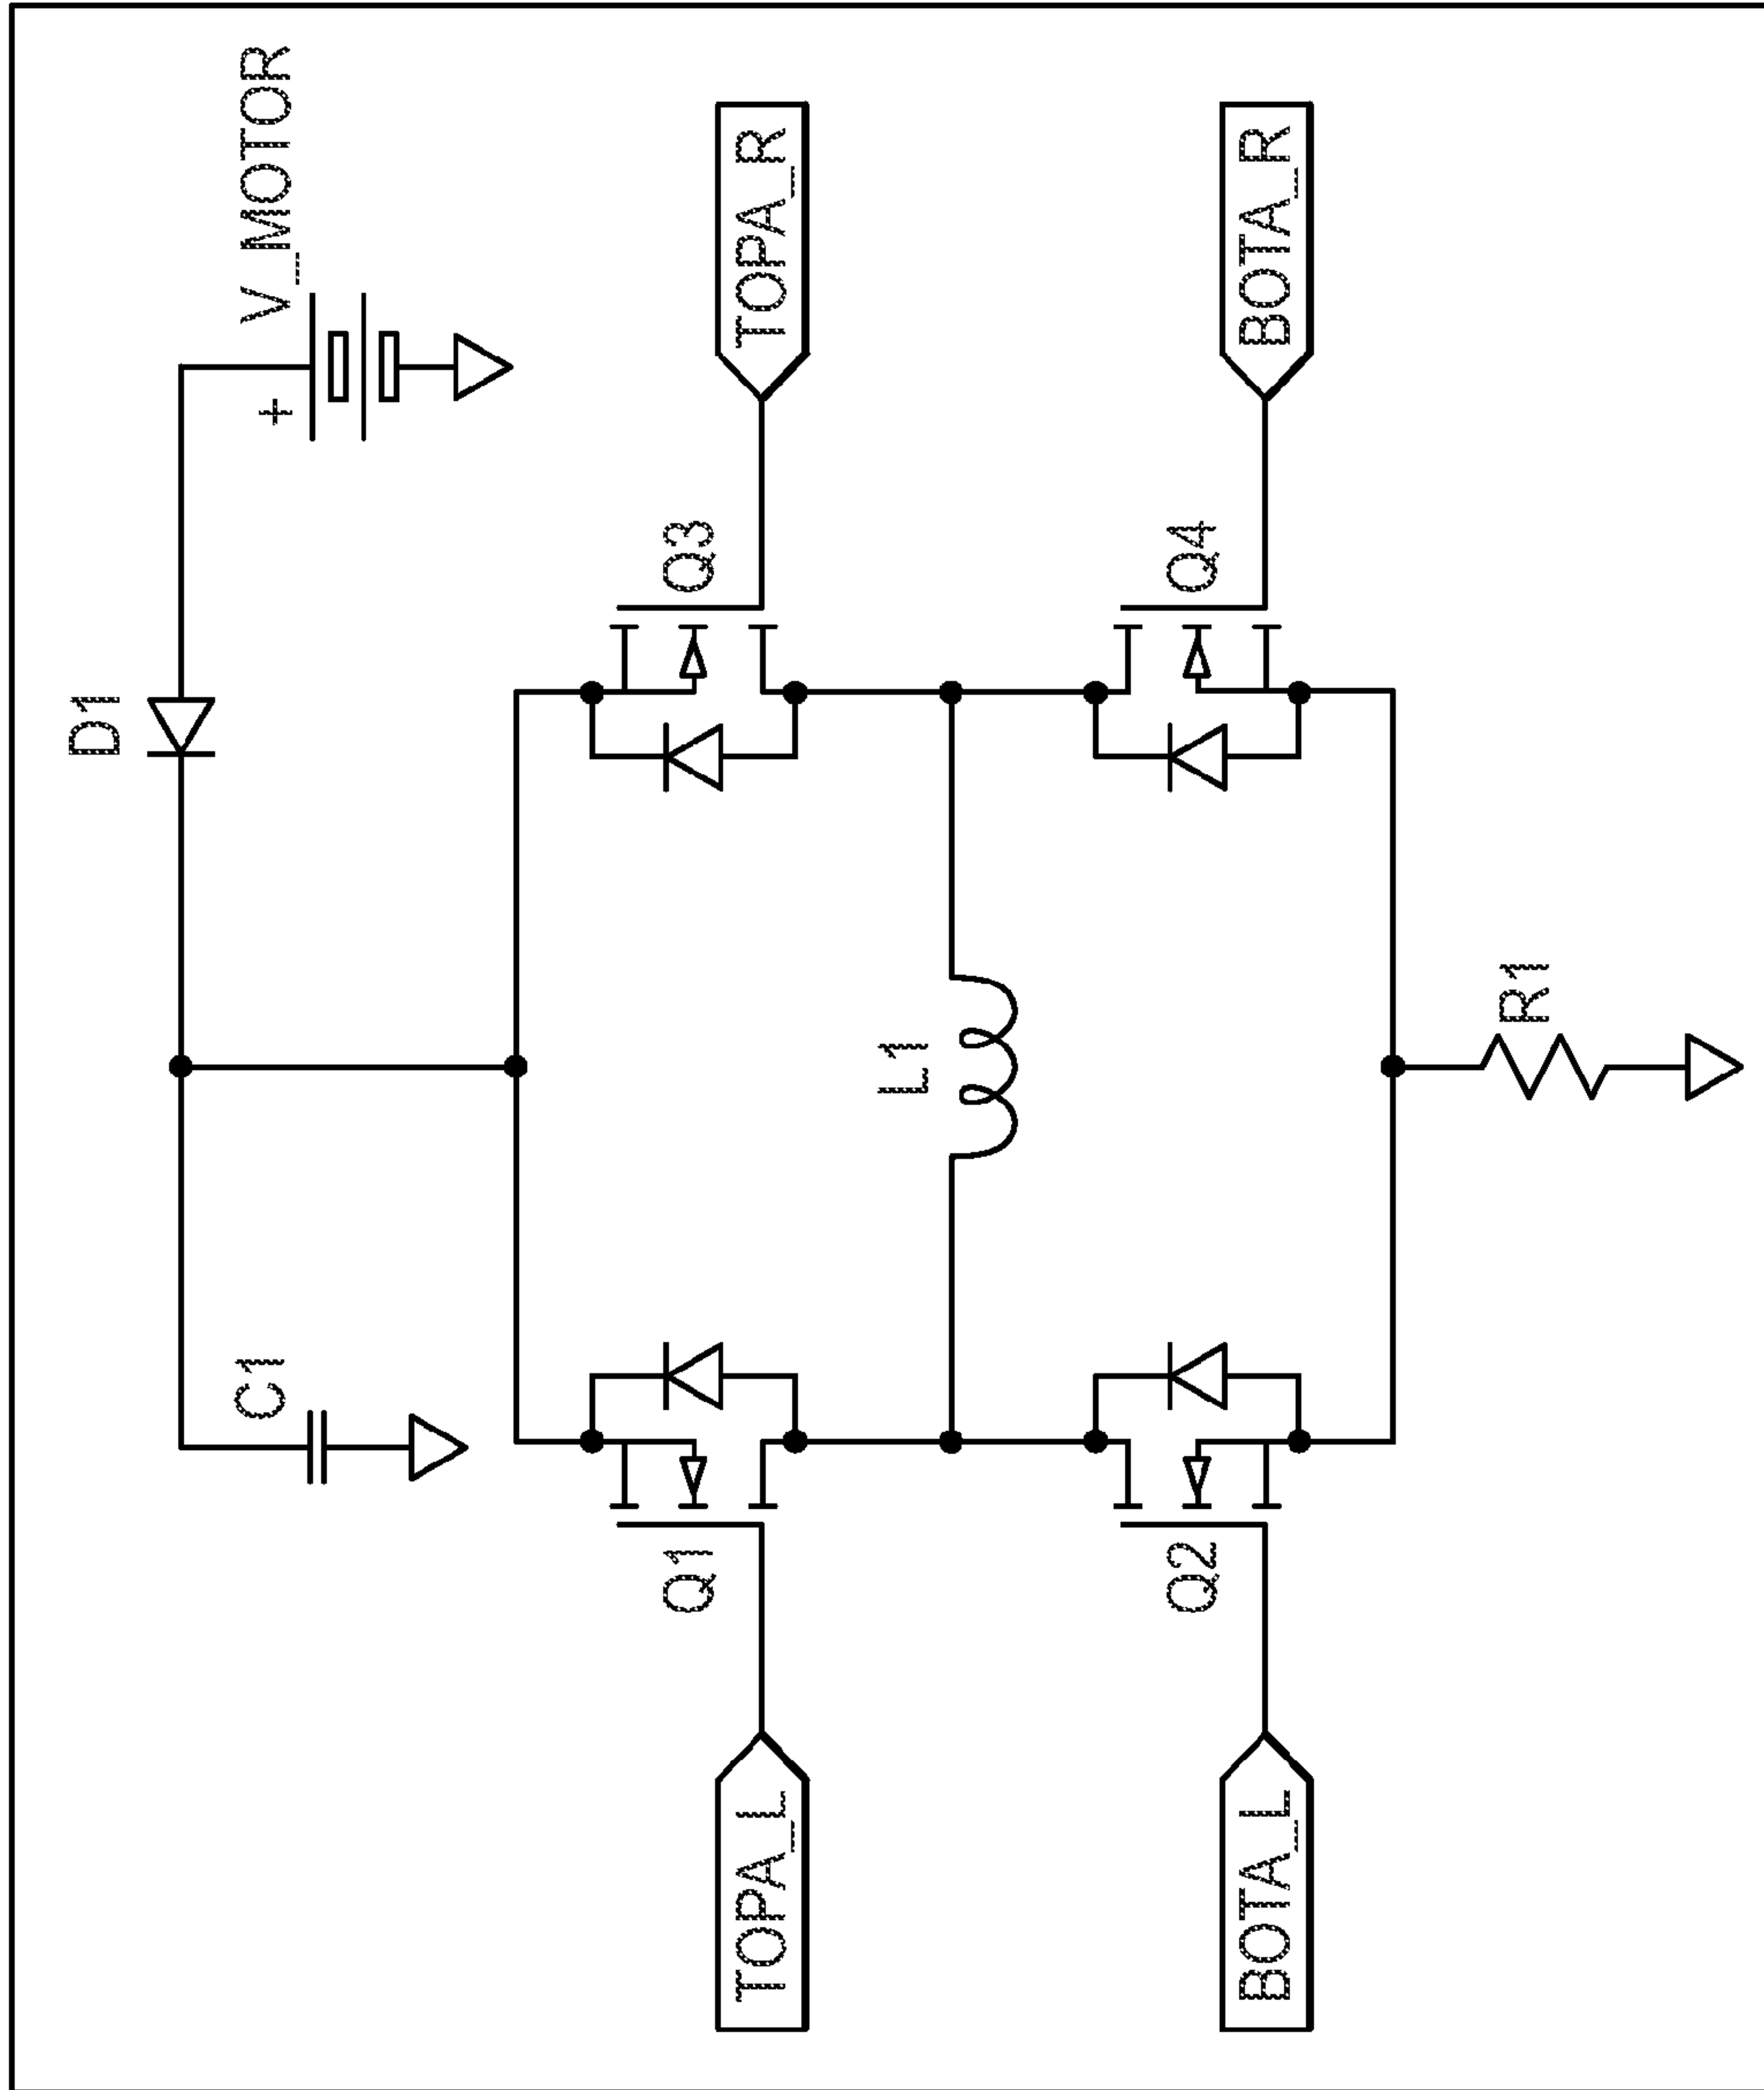 D1
V_MOTOR
+
C1
Q3
TOPA_R
Q1
TOPA_L
L1
Q4
BOTA_R
Q2
BOTA_L
R1